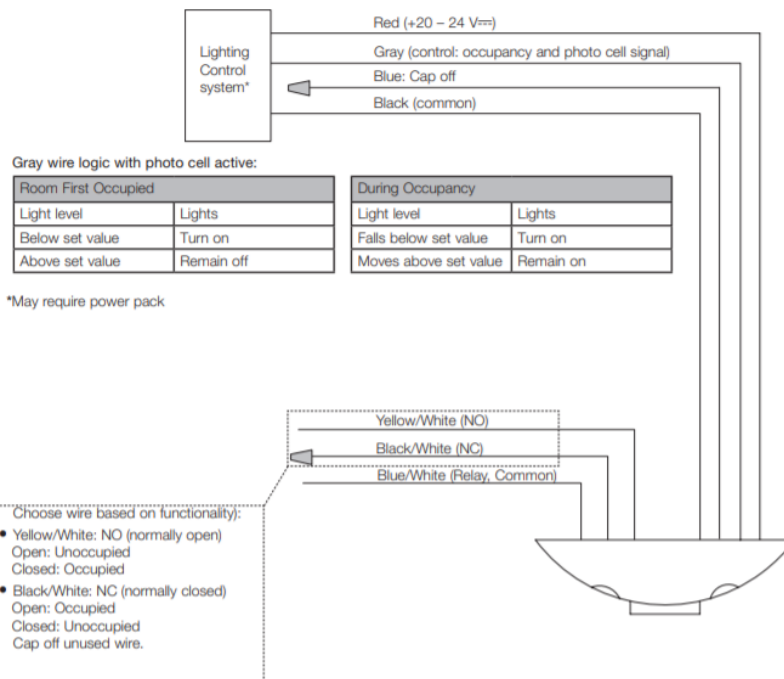 Red (+20 – 24 V⎓)
Lighting
Control
system*
Gray (control: occupancy and photo cell signal)
Blue: Cap off
Black (common)
Gray wire logic with photo cell active:
Room First Occupied
Light level Lights
Below set value Turn on
Above set value Remain off
During Occupancy
Light level Lights
Falls below set value Turn on
Moves above set value Remain on
*May require power pack
Yellow/White (NO)
Black/White (NC)
Blue/White (Relay, Common)
Choose wire based on functionality):
• Yellow/White: NO (normally open)
Open: Unoccupied
Closed: Occupied
• Black/White: NC (normally closed)
Open: Occupied
Closed: Unoccupied
Cap off unused wire.